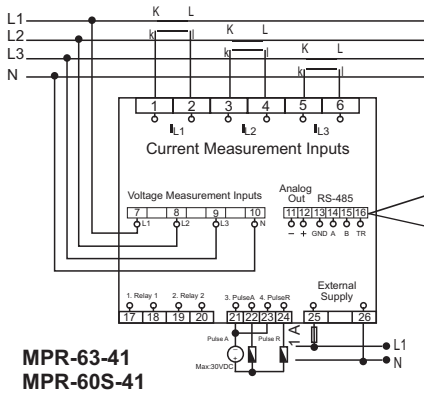 K L
L1
L2
k l K L
L3
k l K L
N
k l
1 2 3 4 5 6
IL1 IL2 IL3
Current Measurement Inputs
Voltage Measurement Inputs
Analog Out RS-485
7 8 9 10
11 12 13 14 15 16
L1 L2 L3 N
– + GND A B TR
1. Relay 1 2. Relay 2 3. PulseA 4. PulseR
External Supply
17 18 19 20 21 22 23 24 25 26
Pulse A Pulse R
1 A
L1
N
Max:30VDC
MPR-63-41
MPR-60S-41